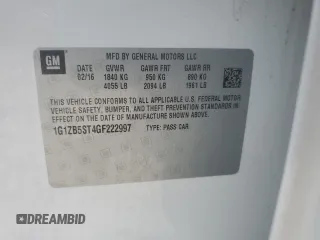 GM
MFD BY GENERAL MOTORS LLC
DATE GVWR GAWR FRT GAWR RR
02/16 1840 KG 950 KG 890 KG
4056 LB 2094 LB 1961 LB
THIS VEHICLE CONFORMS TO ALL APPLICABLE U.S. FEDERAL MOTOR
VEHICLE SAFETY, BUMPER, AND THEFT PREVENTION STANDARDS
IN EFFECT ON THE DATE OF MANUFACTURE SHOWN ABOVE.
1G1ZB5ST4GF222997 TYPE: PASS CAR
DREAMBID